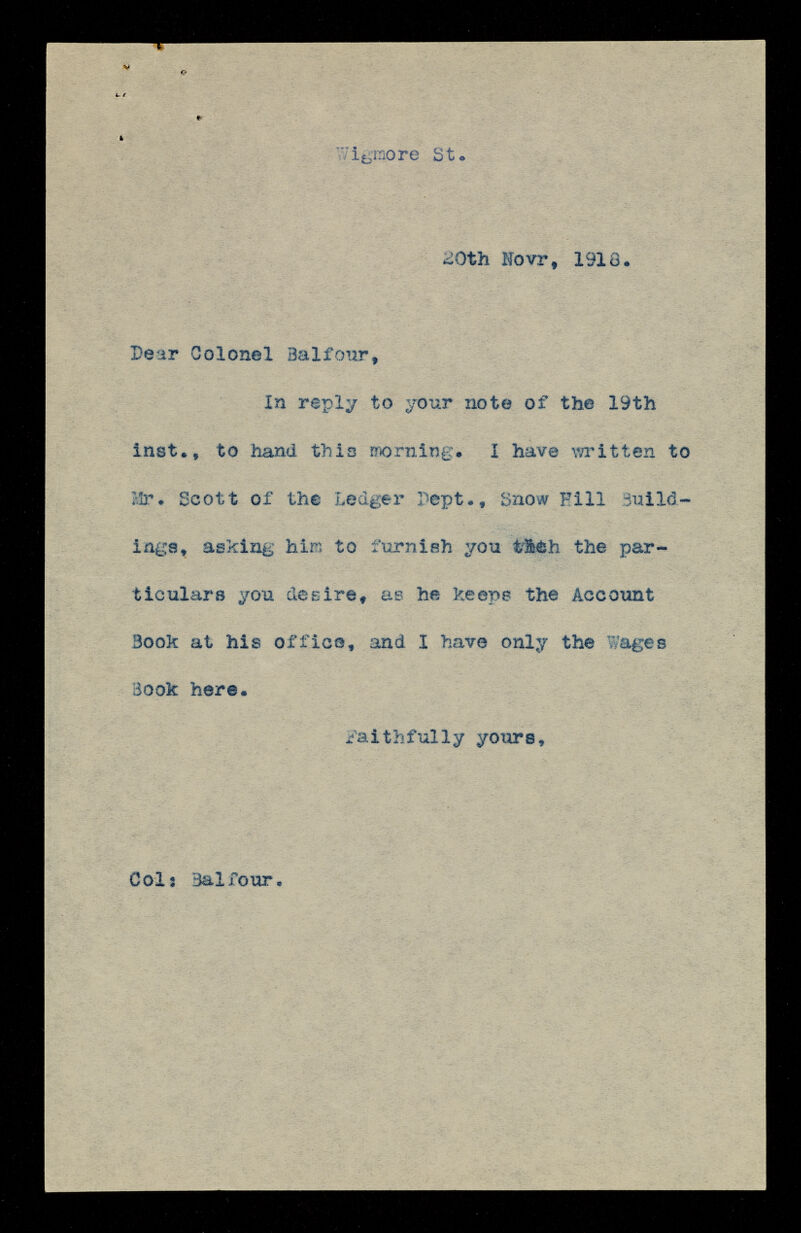 Wigmore St.
20th Novr, 1918.
Dear Colonel Balfour,
In reply to your note of the 19th
inst., to hand this morning. I have written to
Mr. Scott of the Ledger Dept., Snow Hill Build-
ings, asking him to furnish you with the par-
ticulars you desire, as he keeps the Account
Book at his office, and I have only the Wages
Book here.
Faithfully yours,
Col: Balfour.